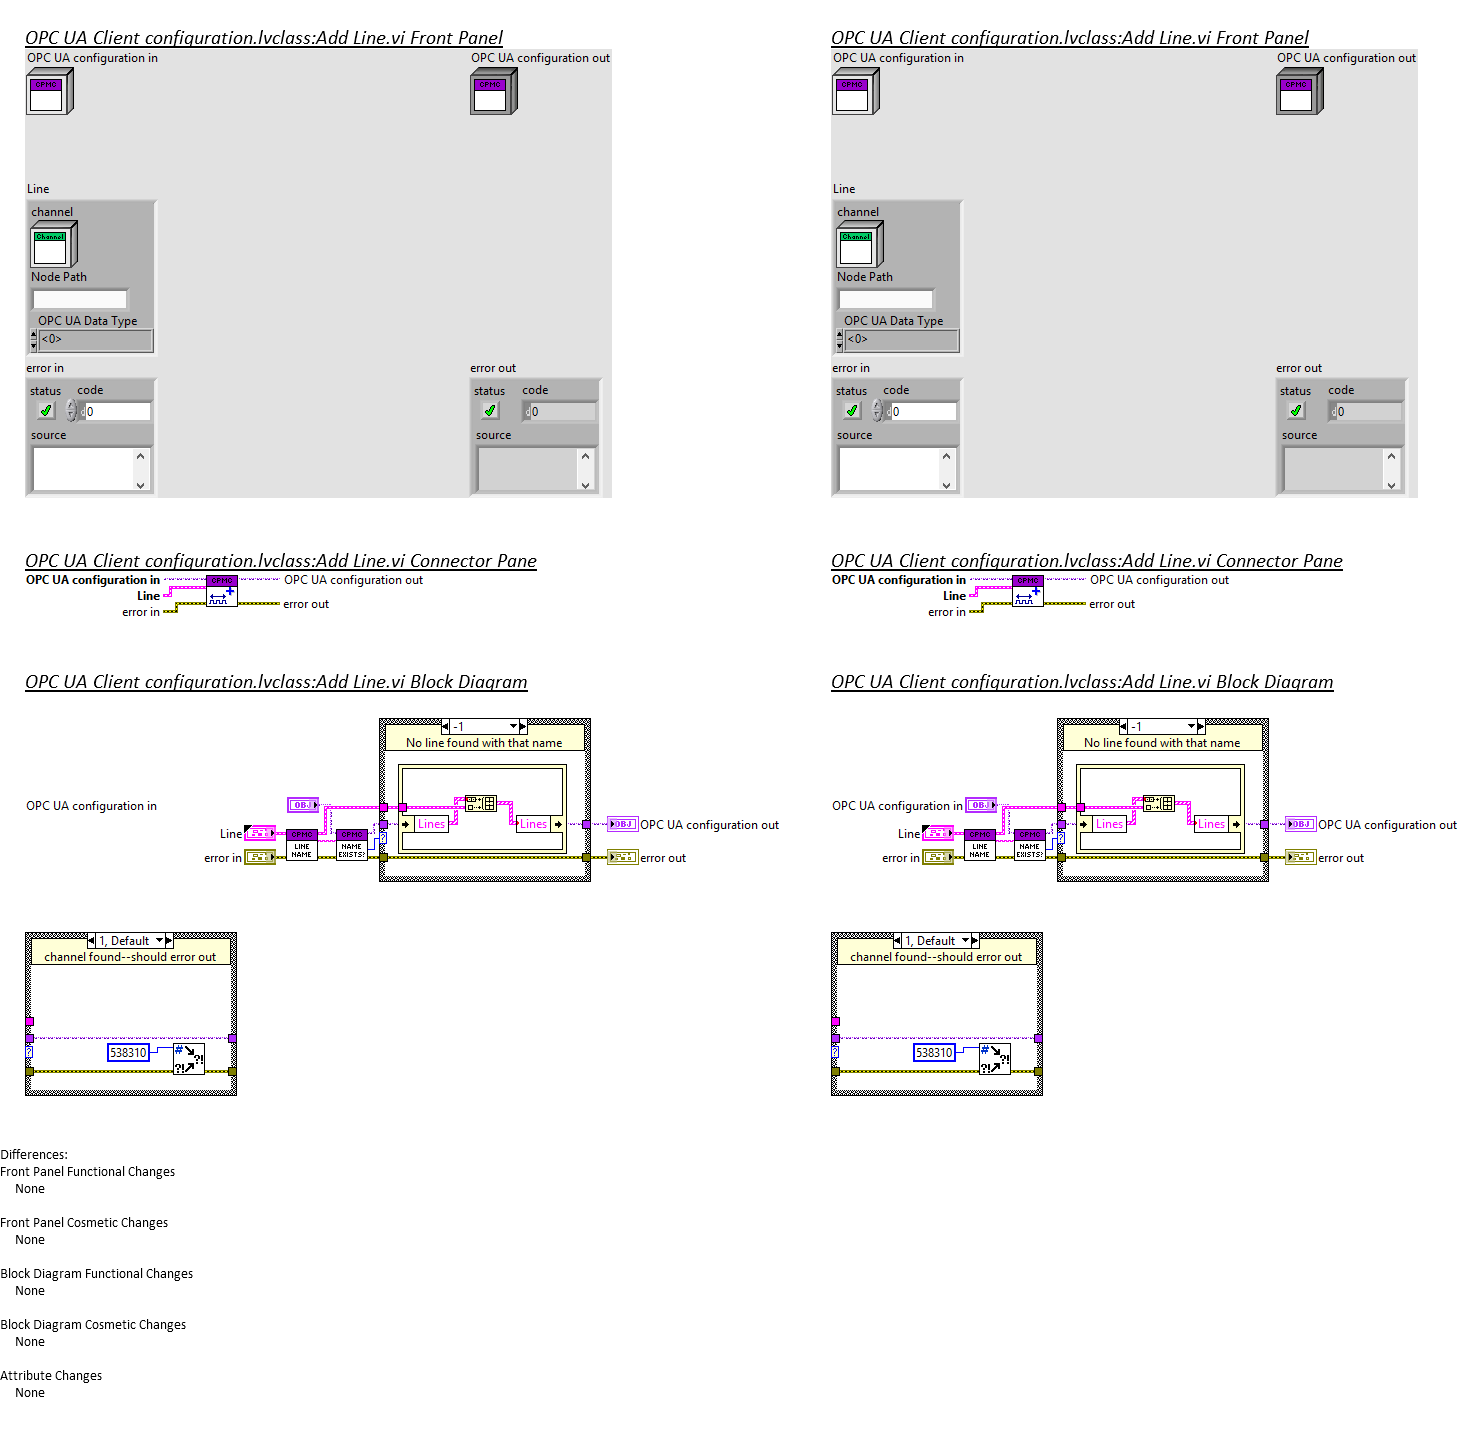 OPC UA Client configuration.lvclass:Add Line.vi Front Panel
OPC UA configuration in
OPC UA configuration out
CPMC
CPMC
Line
channel
Channel
Node Path
OPC UA Data Type
<0>
error in
error out
status code
0
status code
0
source
source
OPC UA Client configuration.lvclass:Add Line.vi Front Panel
OPC UA configuration in
OPC UA configuration out
CPMC
CPMC
Line
channel
Channel
Node Path
OPC UA Data Type
<0>
error in
error out
status code
d0
status code
d0
source
source
OPC UA Client configuration.lvclass:Add Line.vi Connector Pane
OPC UA configuration in
CPMC
OPC UA configuration out
Line
error in
error out
OPC UA Client configuration.lvclass:Add Line.vi Connector Pane
OPC UA configuration in
CPMC
OPC UA configuration out
Line
error in
error out
OPC UA Client configuration.lvclass:Add Line.vi Block Diagram
-1
No line found with that name
OPC UA configuration in
OBJ
Line
CPMC
LINE
NAME
CPMC
NAME
EXISTS?
?
Lines
Lines
OBJ
OPC UA configuration out
error in
error out
OPC UA Client configuration.lvclass:Add Line.vi Block Diagram
-1
No line found with that name
OPC UA configuration in
OBJ
Line
CPMC
LINE
NAME
CPMC
NAME
EXISTS?
?
Lines
Lines
OBJ
OPC UA configuration out
error in
error out
1, Default
channel found--should error out
?
538310
#
?!
?!
1, Default
channel found--should error out
?
538310
#
?!
?!
Differences:
Front Panel Functional Changes
None
Front Panel Cosmetic Changes
None
Block Diagram Functional Changes
None
Block Diagram Cosmetic Changes
None
Attribute Changes
None